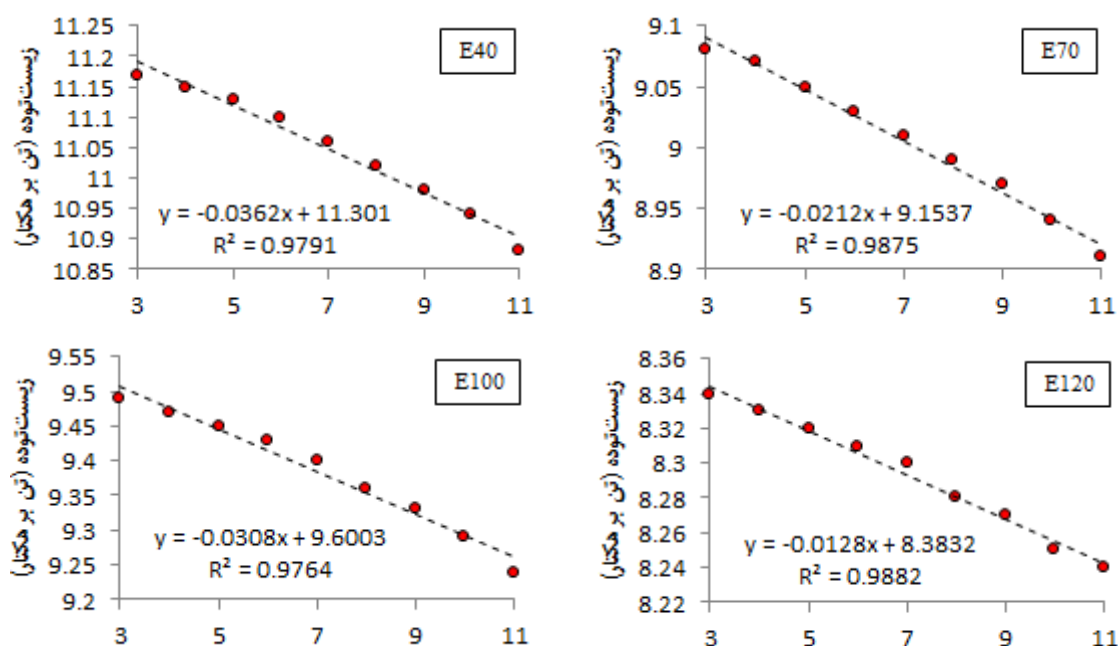 E40
زیست‌توده (تن بر هکتار)
11.25
11.2
11.15
11.1
11.05
11
10.95
10.9
10.85
y = -0.0362x + 11.301
R² = 0.9791
3 5 7 9 11
E70
زیست‌توده (تن بر هکتار)
9.1
9.05
9
8.95
8.9
y = -0.0212x + 9.1537
R² = 0.9875
3 5 7 9 11
E100
زیست‌توده (تن بر هکتار)
9.55
9.5
9.45
9.4
9.35
9.3
9.25
9.2
y = -0.0308x + 9.6003
R² = 0.9764
3 5 7 9 11
E120
زیست‌توده (تن بر هکتار)
8.36
8.34
8.32
8.3
8.28
8.26
8.24
8.22
y = -0.0128x + 8.3832
R² = 0.9882
3 5 7 9 11